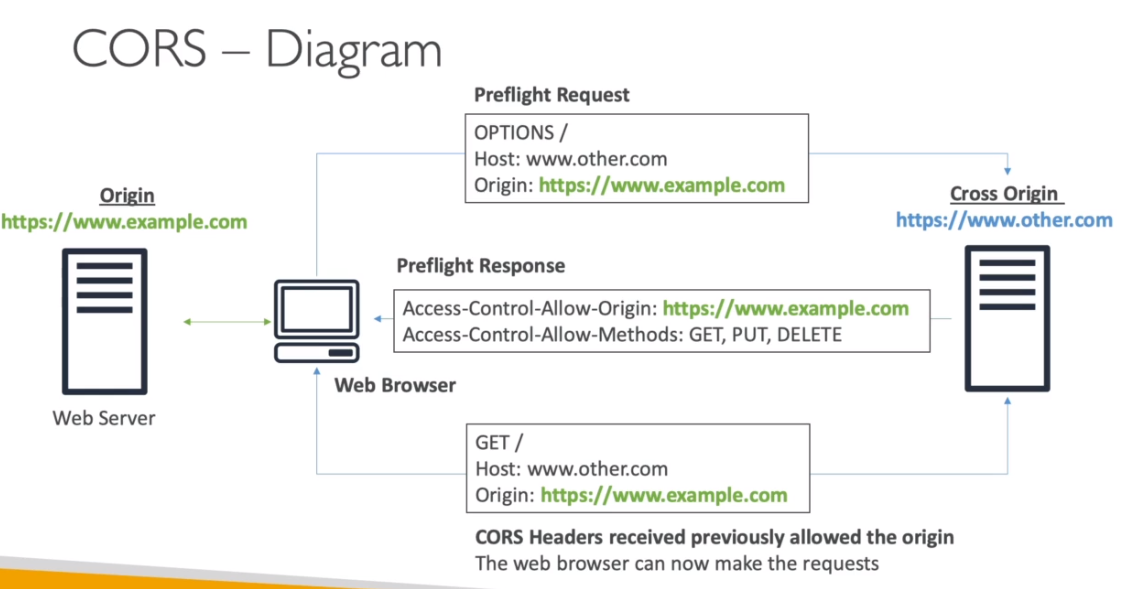 CORS – Diagram
Preflight Request
OPTIONS /
Host: www.other.com
Origin: https://www.example.com
Origin
https://www.example.com
Cross Origin
https://www.other.com
Preflight Response
Access-Control-Allow-Origin: https://www.example.com
Access-Control-Allow-Methods: GET, PUT, DELETE
Web Browser
Web Server
GET /
Host: www.other.com
Origin: https://www.example.com
CORS Headers received previously allowed the origin
The web browser can now make the requests